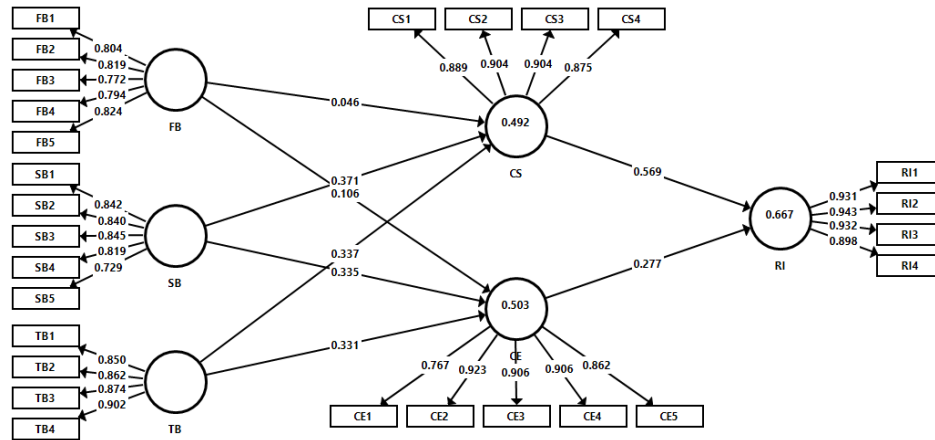 FB1
FB2
FB3
FB4
FB5
0.804
0.819
0.772
0.794
0.824
FB
SB1
SB2
SB3
SB4
SB5
0.842
0.840
0.845
0.819
0.729
SB
TB1
TB2
TB3
TB4
0.850
0.862
0.874
0.902
TB
0.046
0.371
0.106
0.337
0.335
0.331
CS1 CS2 CS3 CS4
0.889 0.904 0.904 0.875
0.492
CS
0.503
CE
0.767 0.923 0.906 0.906 0.862
CE1 CE2 CE3 CE4 CE5
0.569
0.277
0.667
RI
0.931
0.943
0.932
0.898
RI1
RI2
RI3
RI4